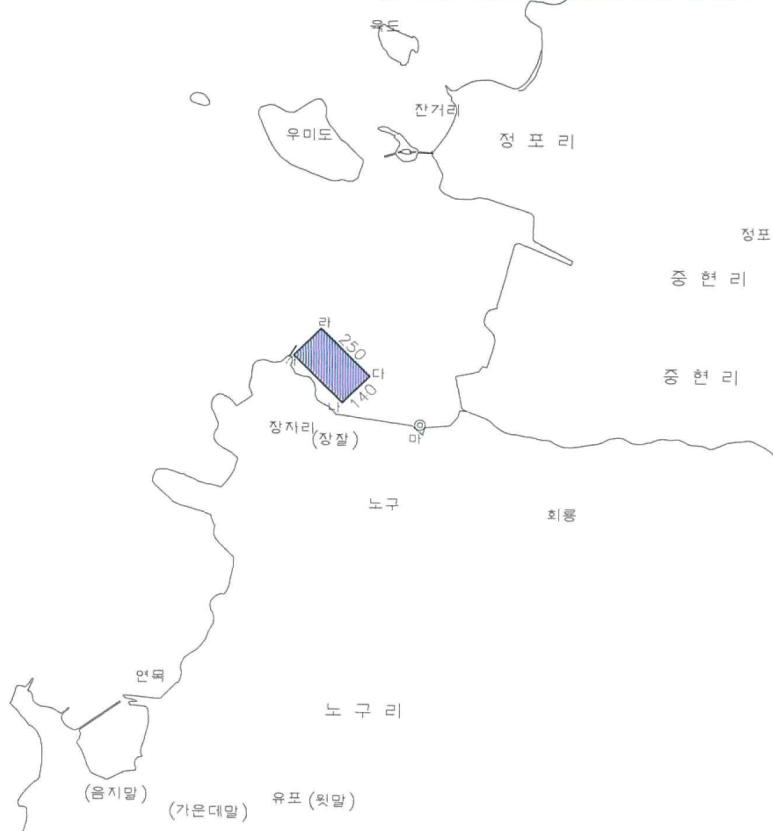 육도
잔거리
우미도
정 포 리
정포
중 현 리
라
250
가
다
중 현 리
140
나
장자리
(장잘)
마
노구
회룡
연목
노 구 리
(음지말)
(가운데말)
유포 (윗말)